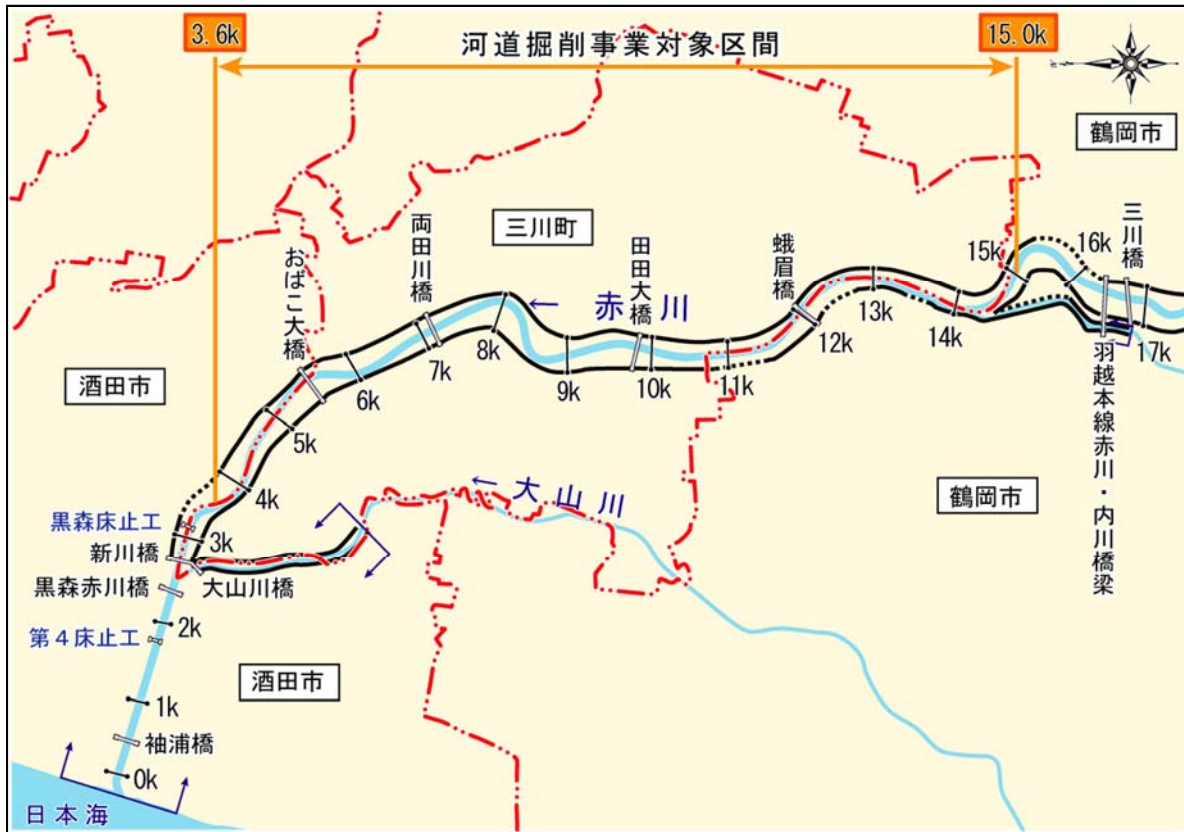 3.6k
15.0k
河道掘削事業対象区間
鶴岡市
三川町
三川橋
16k
15k
両田川橋
田田大橋
蛾眉橋
おばこ大橋
←赤川
17k
羽越本線赤川・内川橋梁
14k
13k
12k
11k
10k
9k
8k
7k
6k
5k
4k
酒田市
鶴岡市
←大山川
黒森床止工
3k
新川橋
大山川橋
黒森赤川橋
2k
第4床止工
酒田市
1k
袖浦橋
0k
日本海